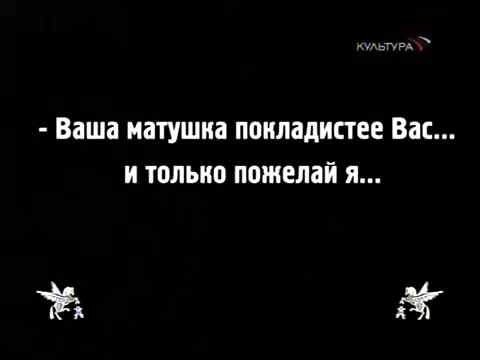 КУЛЬТУРА
- Ваша матушка покладистее Вас...
и только пожелай я...